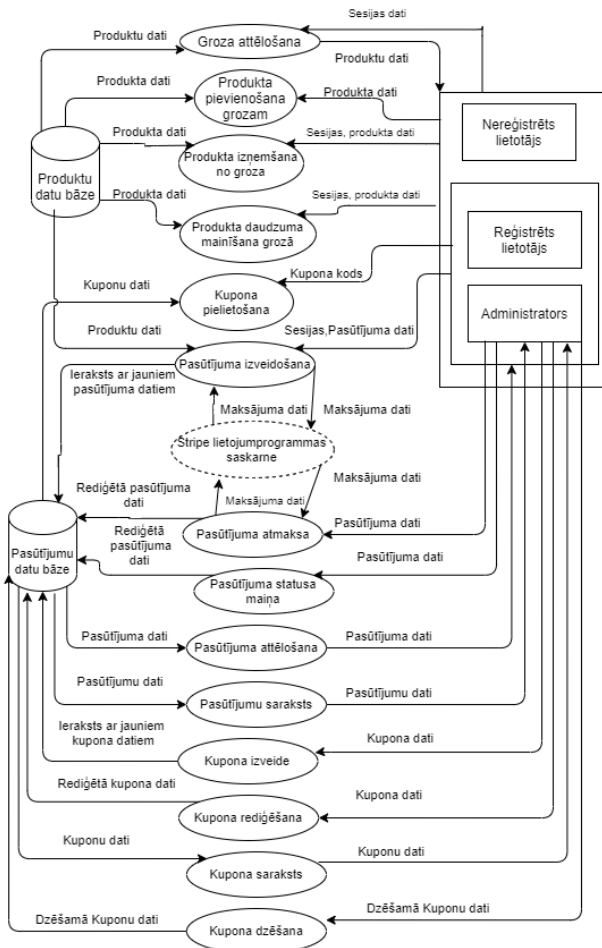 Sesijas dati
Produktu dati
Groza attēlošana
Produktu dati
Produkta dati
Produkta
pievienošana
grozam
Produkta dati
Nereģistrēts
lietotājs
Produkta dati
Sesijas, produkta dati
Produktu
datu bāze
Produkta izņemšana
no groza
Produkta dati
Sesijas, produkta dati
Produkta daudzuma
mainīšana grozā
Reģistrēts
lietotājs
Kuponu dati
Kupona kods
Kupona
pielietošana
Administrators
Produktu dati
Sesijas,Pasūtījuma dati
Pasūtījuma izveidošana
Ieraksts ar jauniem
pasūtījuma datiem
Maksājuma dati
Maksājuma dati
Štripe lietojumprogrammas
saskarne
Maksājuma dati
Rediģētā pasūtījuma
dati
Maksājuma dati
Rediģētā
pasūtījuma
dati
Pasūtījuma atmaksa
Pasūtījuma dati
Pasūtījumu
datu bāze
Pasūtījuma dati
Pasūtījuma statusa
maiņa
Pasūtījuma dati
Pasūtījuma attēlošana
Pasūtījuma dati
Pasūtījumu dati
Pasūtījumu saraksts
Pasūtījumu dati
Ieraksts ar jauniem
kupona datiem
Kupona dati
Kupona izveide
Rediģētā kupona dati
Kupona dati
Kupona rediģēšana
Kuponu dati
Kuponu dati
Kupona saraksts
Dzēšamā Kuponu dati
Dzēšamā Kuponu dati
Kupona dzēšana